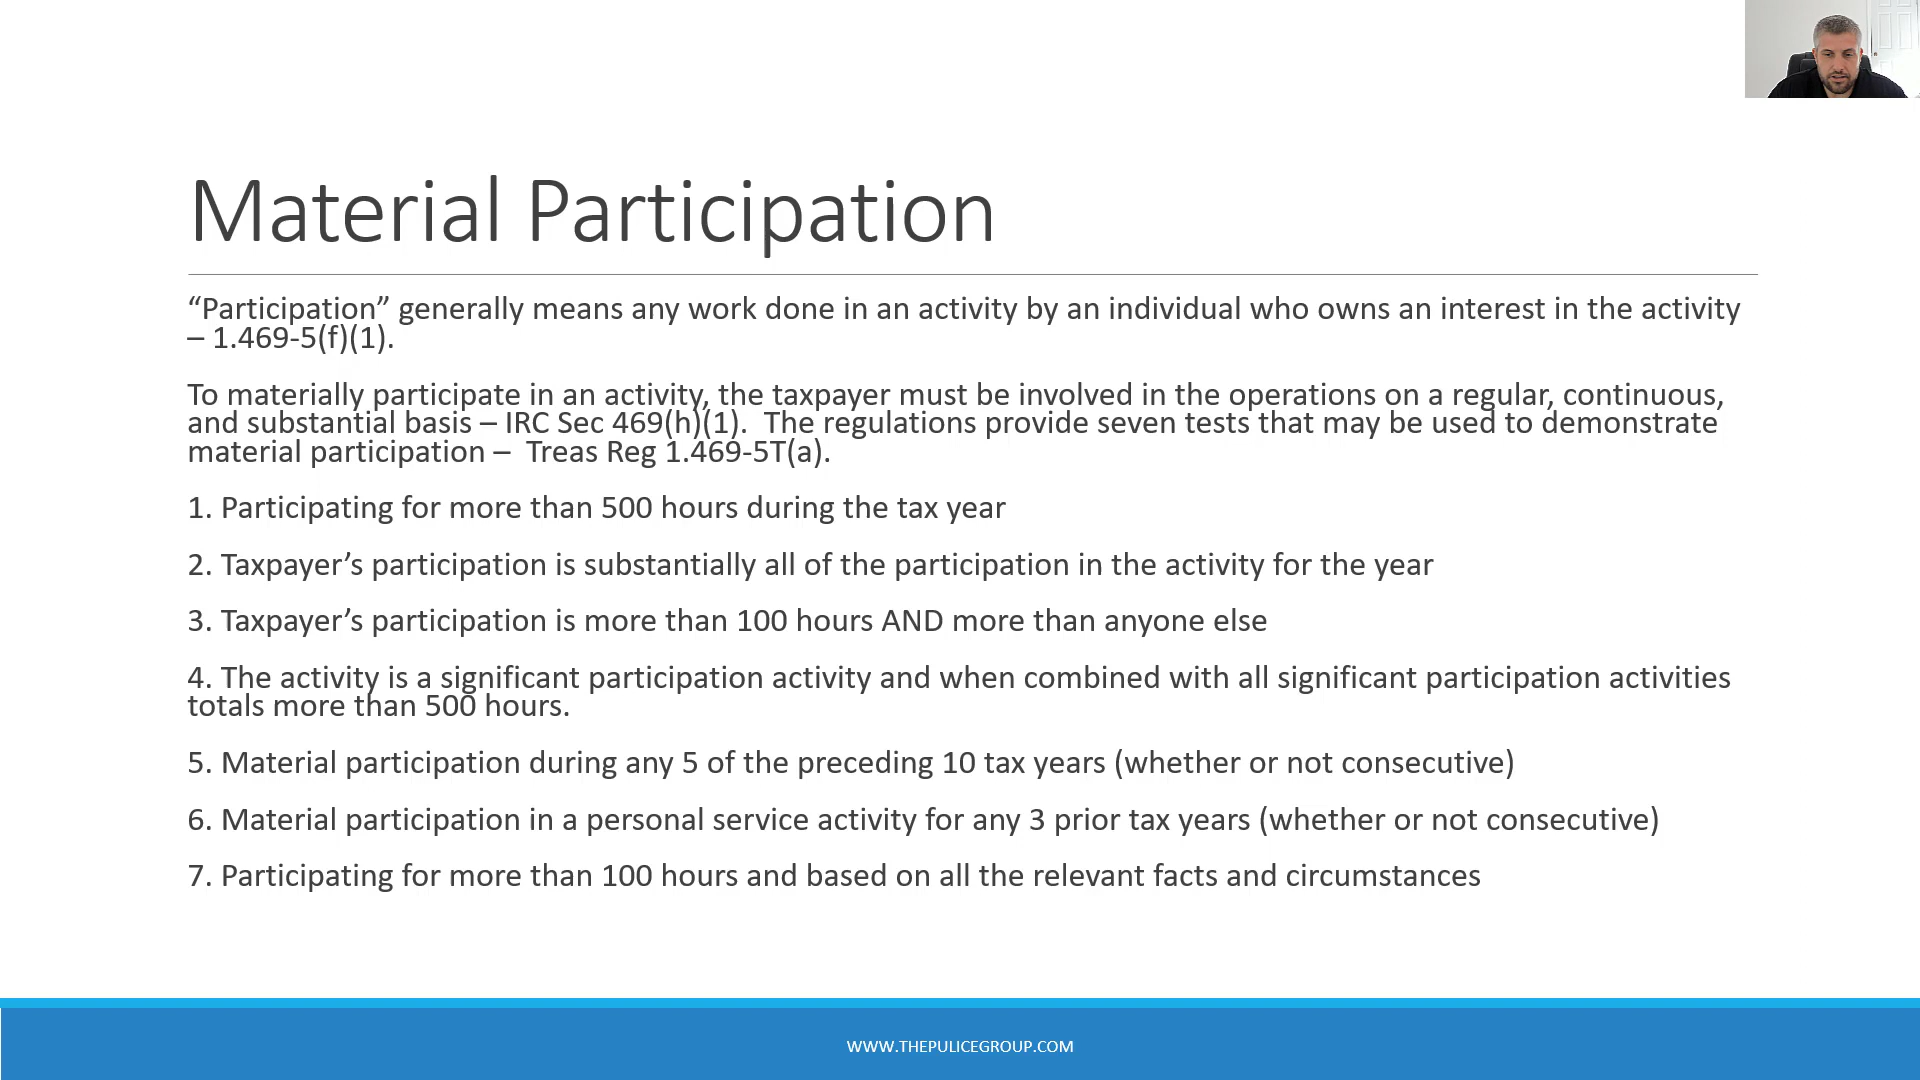 Material Participation
“Participation” generally means any work done in an activity by an individual who owns an interest in the activity
– 1.469-5(f)(1).
To materially participate in an activity, the taxpayer must be involved in the operations on a regular, continuous,
and substantial basis – IRC Sec 469(h)(1).  The regulations provide seven tests that may be used to demonstrate
material participation –  Treas Reg 1.469-5T(a).
1. Participating for more than 500 hours during the tax year
2. Taxpayer’s participation is substantially all of the participation in the activity for the year
3. Taxpayer’s participation is more than 100 hours AND more than anyone else
4. The activity is a significant participation activity and when combined with all significant participation activities
totals more than 500 hours.
5. Material participation during any 5 of the preceding 10 tax years (whether or not consecutive)
6. Material participation in a personal service activity for any 3 prior tax years (whether or not consecutive)
7. Participating for more than 100 hours and based on all the relevant facts and circumstances
WWW.THEPULICEGROUP.COM